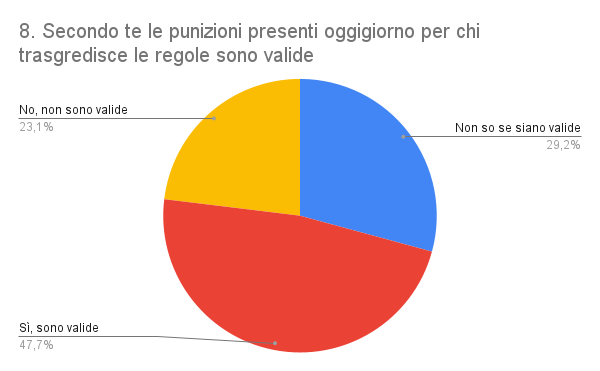 8. Secondo te le punizioni presenti oggigiorno per chi
trasgredisce le regole sono valide
No, non sono valide
23,1%
Non so se siano valide
29,2%
Sì, sono valide
47,7%